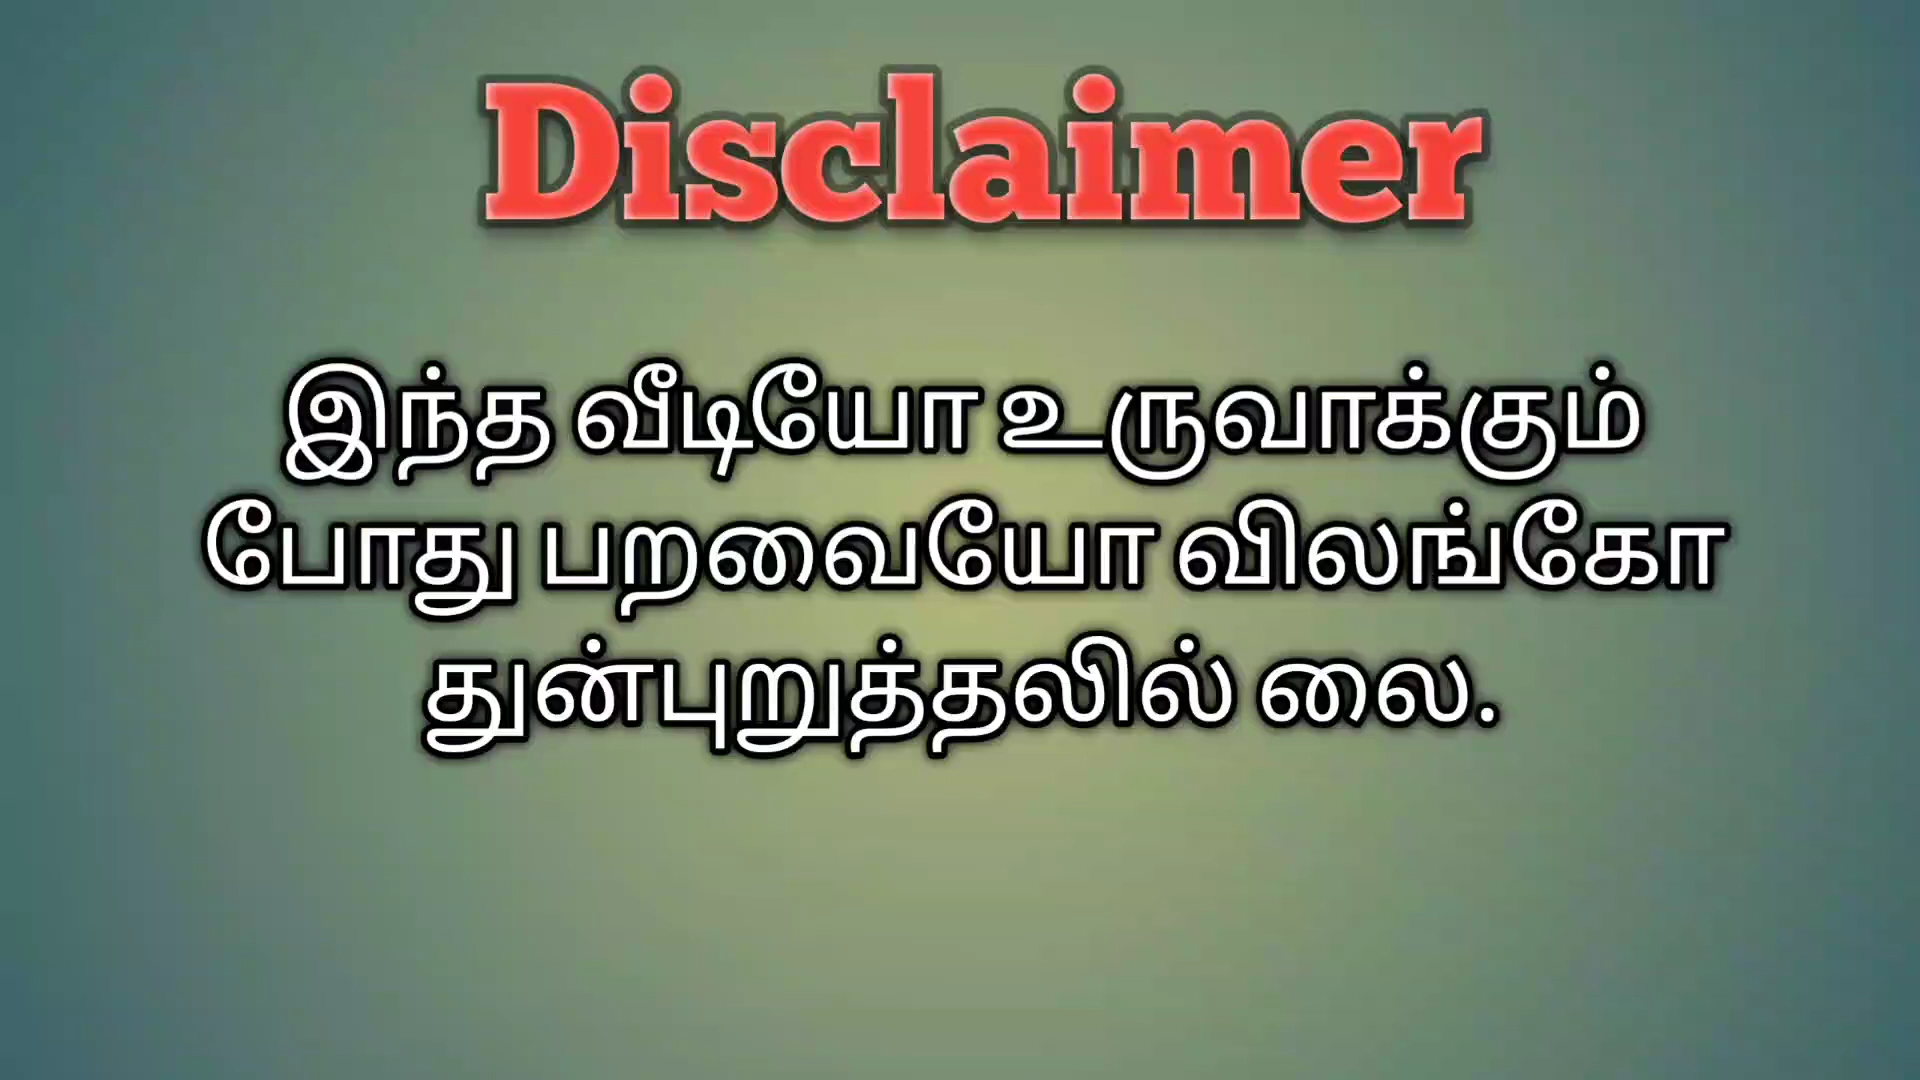 Disclaimer
இந்த வீடியோ உருவாக்கும்
போது பறவையோ விலங்கோ
துன்புறுத்தலில் லை.